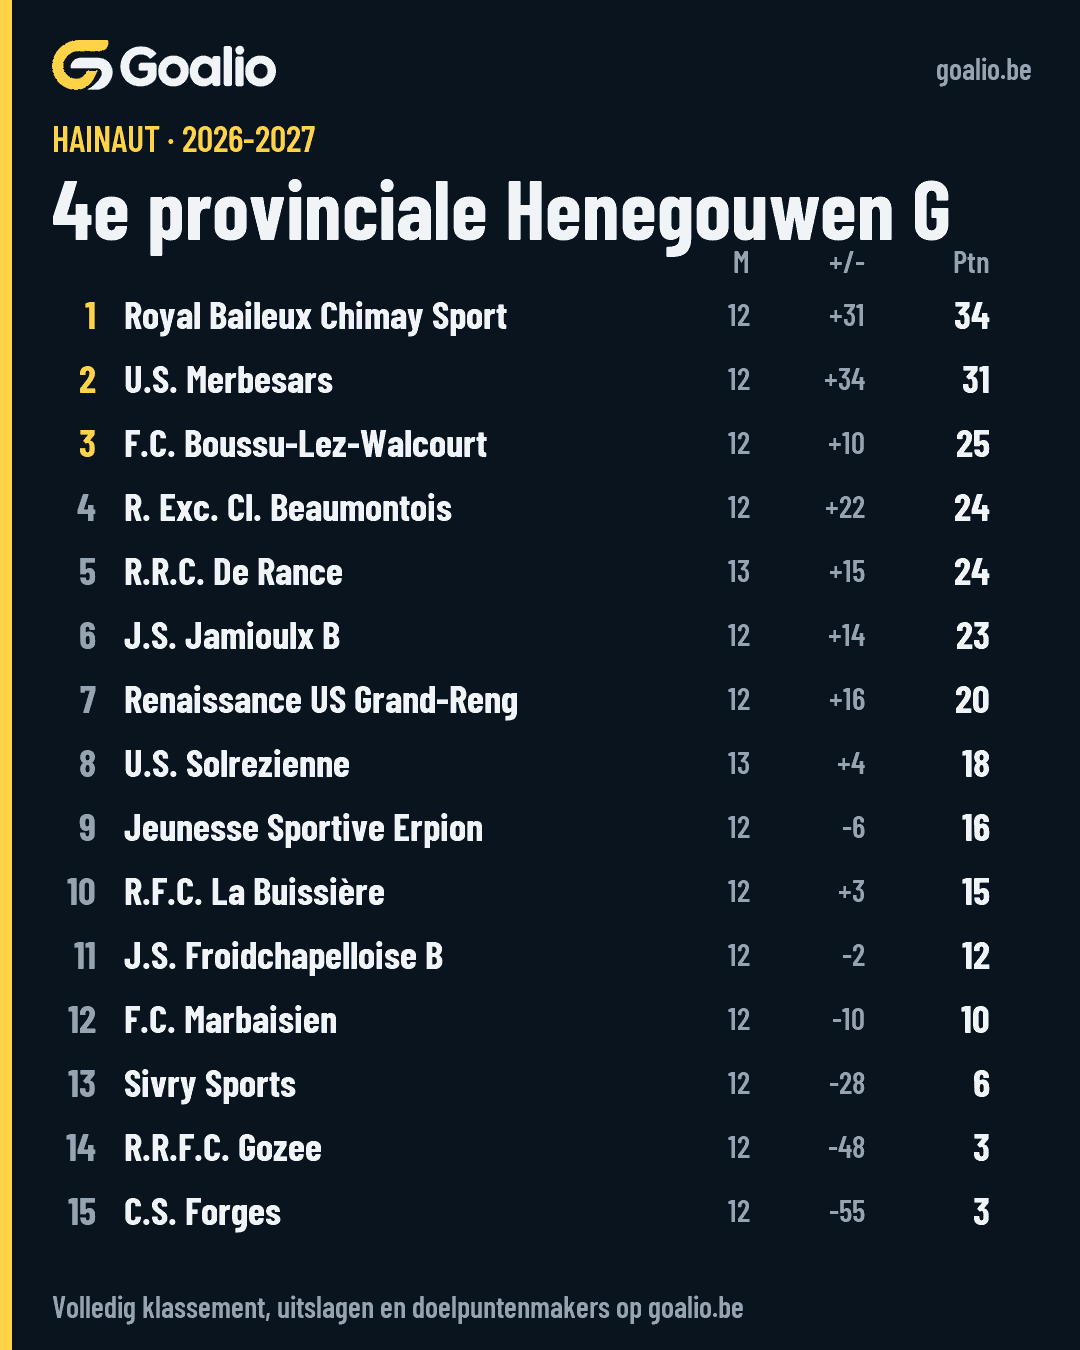 Goalio
goalio.be
HAINAUT · 2026-2027
4e provinciale Henegouwen G
M +/- Ptn
1 Royal Baileux Chimay Sport 12 +31 34
2 U.S. Merbesars 12 +34 31
3 F.C. Boussu-Lez-Walcourt 12 +10 25
4 R. Exc. Cl. Beaumontois 12 +22 24
5 R.R.C. De Rance 13 +15 24
6 J.S. Jamioulx B 12 +14 23
7 Renaissance US Grand-Reng 12 +16 20
8 U.S. Solrezienne 13 +4 18
9 Jeunesse Sportive Erpion 12 -6 16
10 R.F.C. La Buissière 12 +3 15
11 J.S. Froidchapelloise B 12 -2 12
12 F.C. Marbaisien 12 -10 10
13 Sivry Sports 12 -28 6
14 R.R.F.C. Gozee 12 -48 3
15 C.S. Forges 12 -55 3
Volledig klassement, uitslagen en doelpuntenmakers op goalio.be